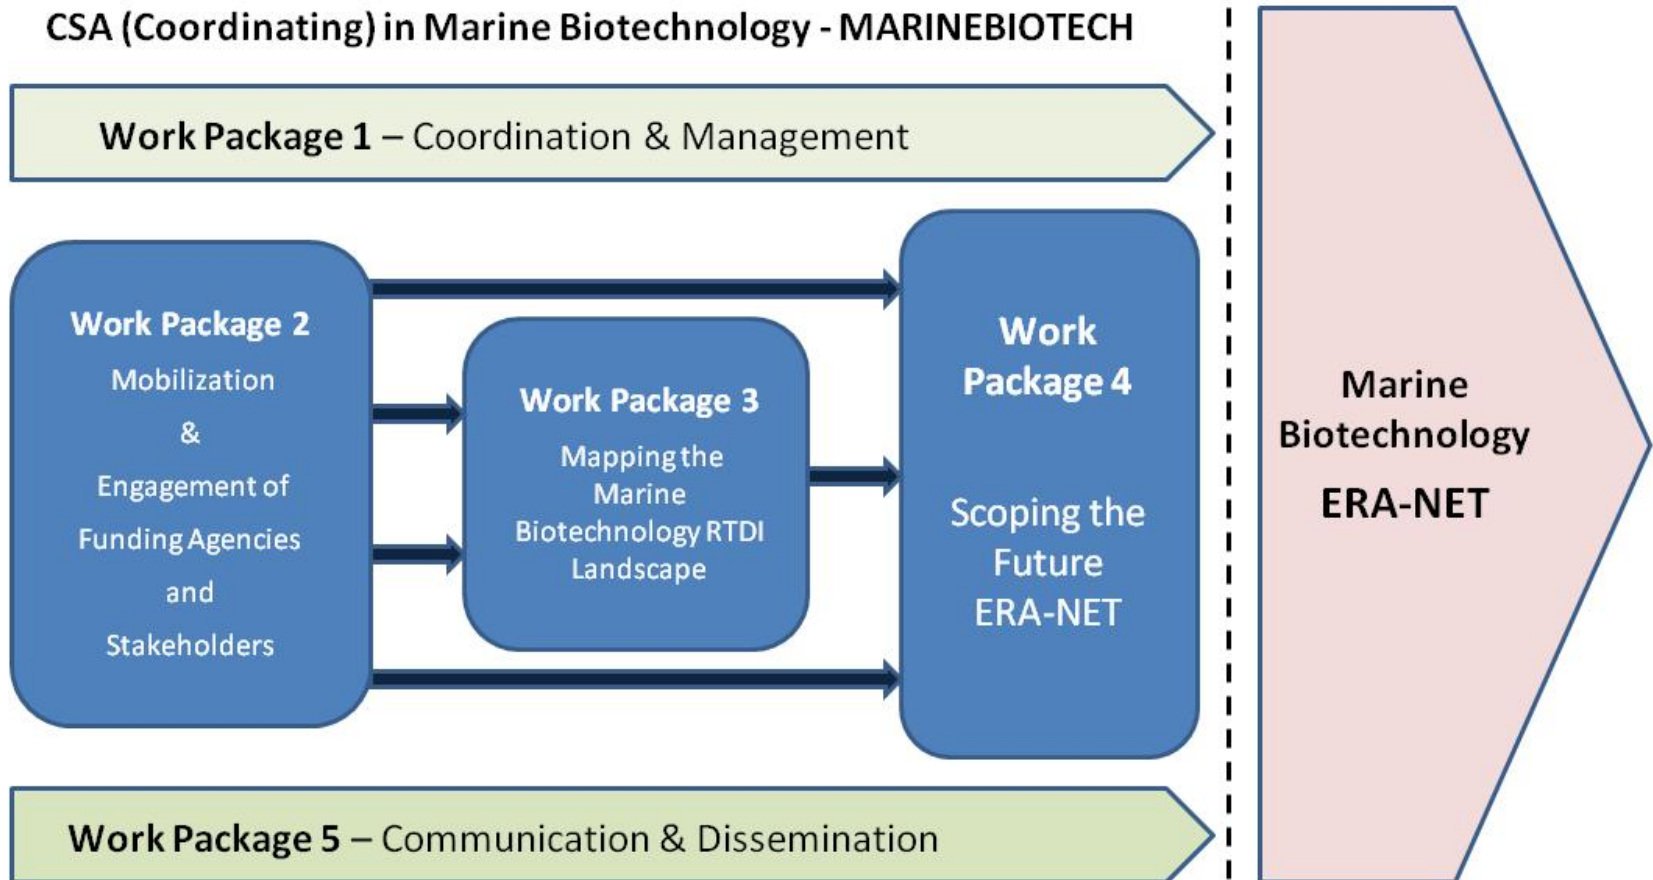 CSA (Coordinating) in Marine Biotechnology - MARINEBIOTECH
Work Package 1 – Coordination & Management
Work Package 2
Mobilization
&
Engagement of
Funding Agencies
and
Stakeholders
Work Package 3
Mapping the
Marine
Biotechnology RTDI
Landscape
Work
Package 4
Scoping the
Future
ERA-NET
Work Package 5 – Communication & Dissemination
Marine
Biotechnology
ERA-NET